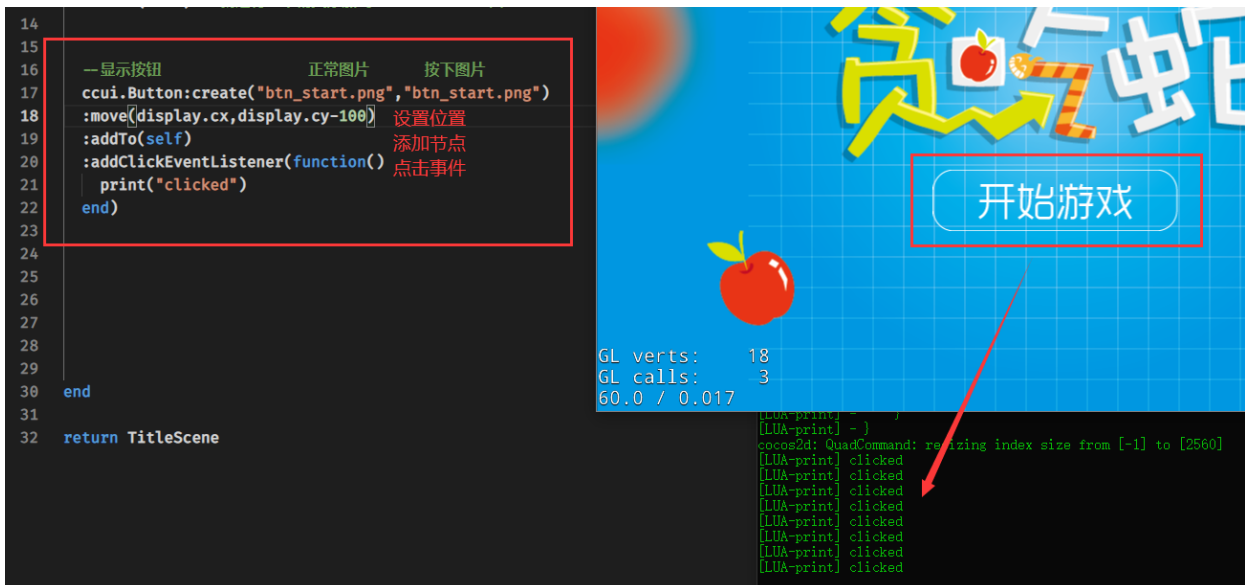 14
15
16 --显示按钮 正常图片 按下图片
17 ccui.Button:create("btn_start.png","btn_start.png")
18 :move(display.cx,display.cy-100) 设置位置
19 :addTo(self) 添加节点
20 :addClickEventListener(function() 点击事件
21 print("clicked")
22 end)
23
24
25
26
27
28
29
30 end
31
32 return TitleScene
贪吃蛇
开始游戏
GL verts: 18
GL calls: 3
60.0 / 0.017
[LUA-print] - }
[LUA-print] - }
cocos2d: QuadCommand: resizing index size from [-1] to [2560]
[LUA-print] clicked
[LUA-print] clicked
[LUA-print] clicked
[LUA-print] clicked
[LUA-print] clicked
[LUA-print] clicked
[LUA-print] clicked
[LUA-print] clicked